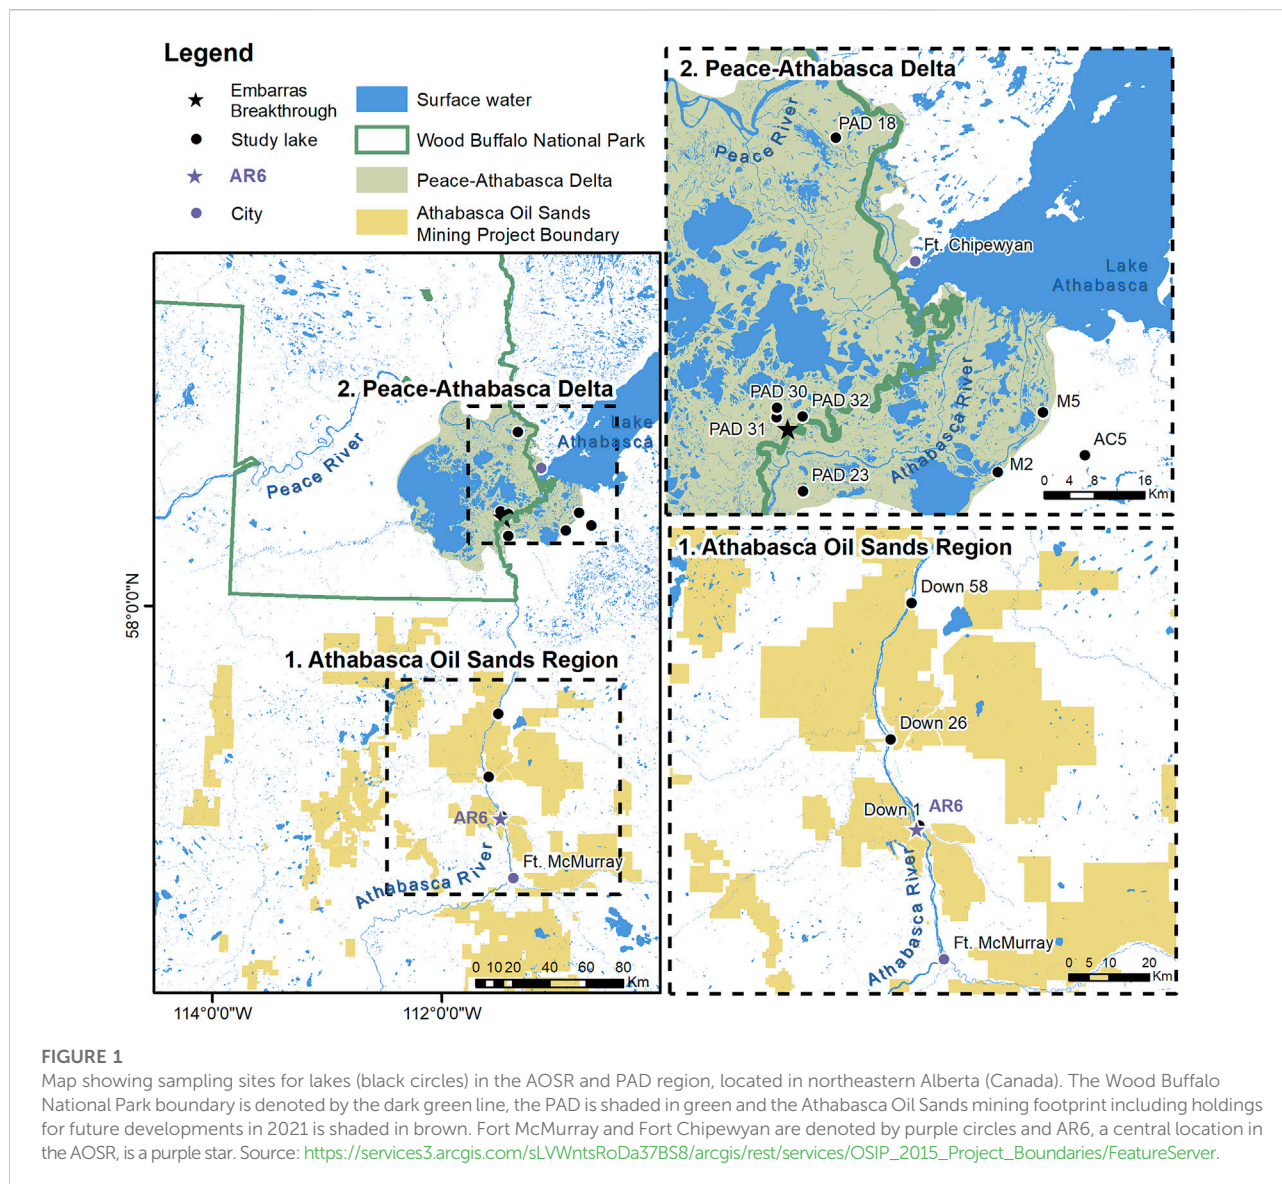 Legend
Embarras
Breakthrough
Study lake
AR6
City
Surface water
Wood Buffalo National Park
Peace-Athabasca Delta
Athabasca Oil Sands
Mining Project Boundary
2. Peace-Athabasca Delta
Lake
Athabasca
Peace River
58°0'0"N
1. Athabasca Oil Sands Region
AR6
Ft. McMurray
Athabasca River
0 10 20 40 60 80
Km
114°0'0"W
112°0'0"W
2. Peace-Athabasca Delta
Peace River
PAD 18
Ft. Chipewyan
Lake
Athabasca
PAD 30
PAD 32
PAD 31
M5
Athabasca River
AC5
M2
PAD 23
0 4 8 16
Km
1. Athabasca Oil Sands Region
Down 58
Down 26
Down 1
AR6
Athabasca River
Ft. McMurray
0 5 10 20
Km
FIGURE 1
Map showing sampling sites for lakes (black circles) in the AOSR and PAD region, located in northeastern Alberta (Canada). The Wood Buffalo
National Park boundary is denoted by the dark green line, the PAD is shaded in green and the Athabasca Oil Sands mining footprint including holdings
for future developments in 2021 is shaded in brown. Fort McMurray and Fort Chipewyan are denoted by purple circles and AR6, a central location in
the AOSR, is a purple star. Source: https://services3.arcgis.com/sLVWntsRoDa37BS8/arcgis/rest/services/OSIP_2015_Project_Boundaries/FeatureServer.